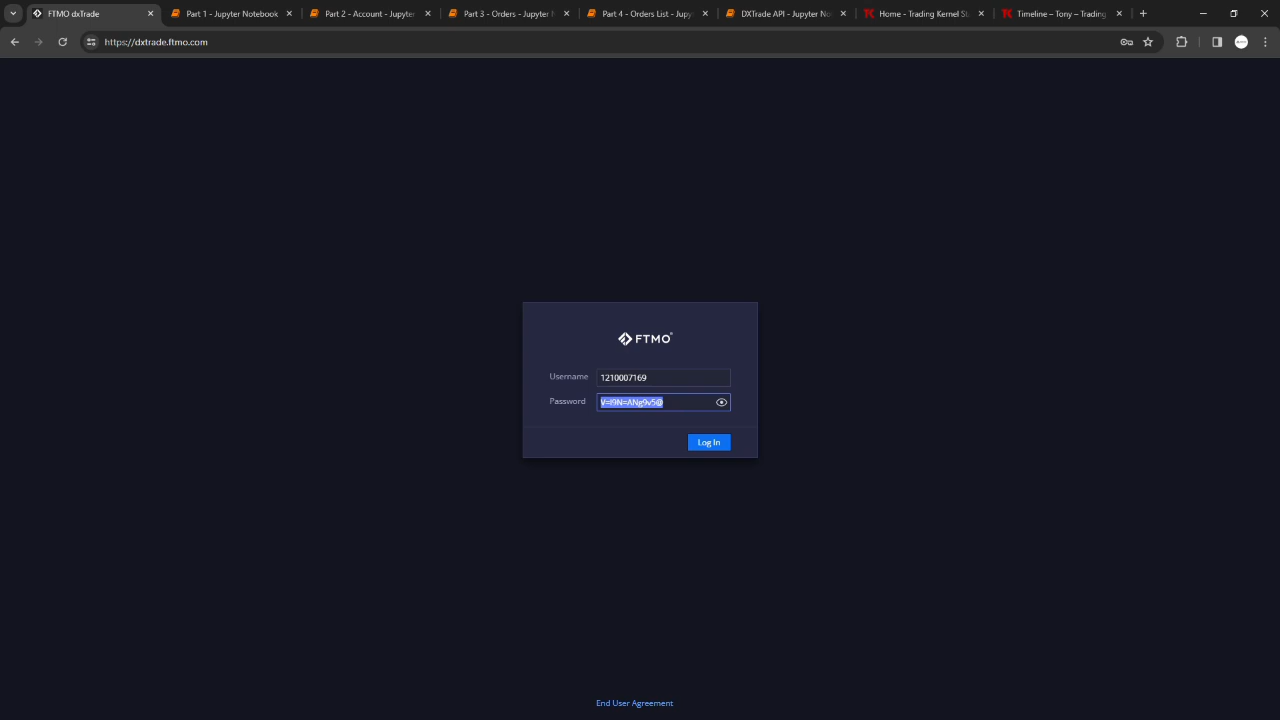 FTMO dxTrade
Part 1 - Jupyter Notebook
Part 2 - Account - Jupyter
Part 3 - Orders - Jupyter N
Part 4 - Orders List - Jupy
DXTrade API - Jupyter No
Home - Trading Kernel St
Timeline – Tony – Trading
https://dxtrade.ftmo.com
FTMO
Username 1210007169
Password V=I9N=ANg9v5@
Log In
End User Agreement